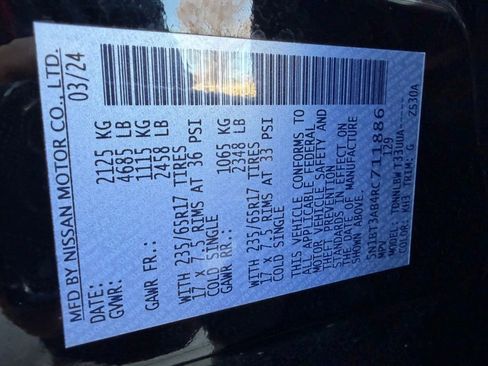 MFD BY NISSAN MOTOR CO., LTD.
DATE: 03/24
GVWR: 2125 KG
4685 LB
GAWR FR.: 1115 KG
2458 LB
WITH 235/65R17 TIRES
17 X 7.5 RIMS AT 36 PSI
COLD SINGLE
GAWR RR.: 1065 KG
2348 LB
WITH 235/65R17 TIRES
17 X 7.5 RIMS AT 33 PSI
COLD SINGLE
THIS VEHICLE CONFORMS TO
ALL APPLICABLE FEDERAL
MOTOR VEHICLE SAFETY AND
THEFT PREVENTION
STANDARDS IN EFFECT ON
THE DATE OF MANUFACTURE
SHOWN ABOVE.
5N1BT3AB4RC711886
MPV 129
MODEL:
COLOR: KH3 TRIM: G ZS30A